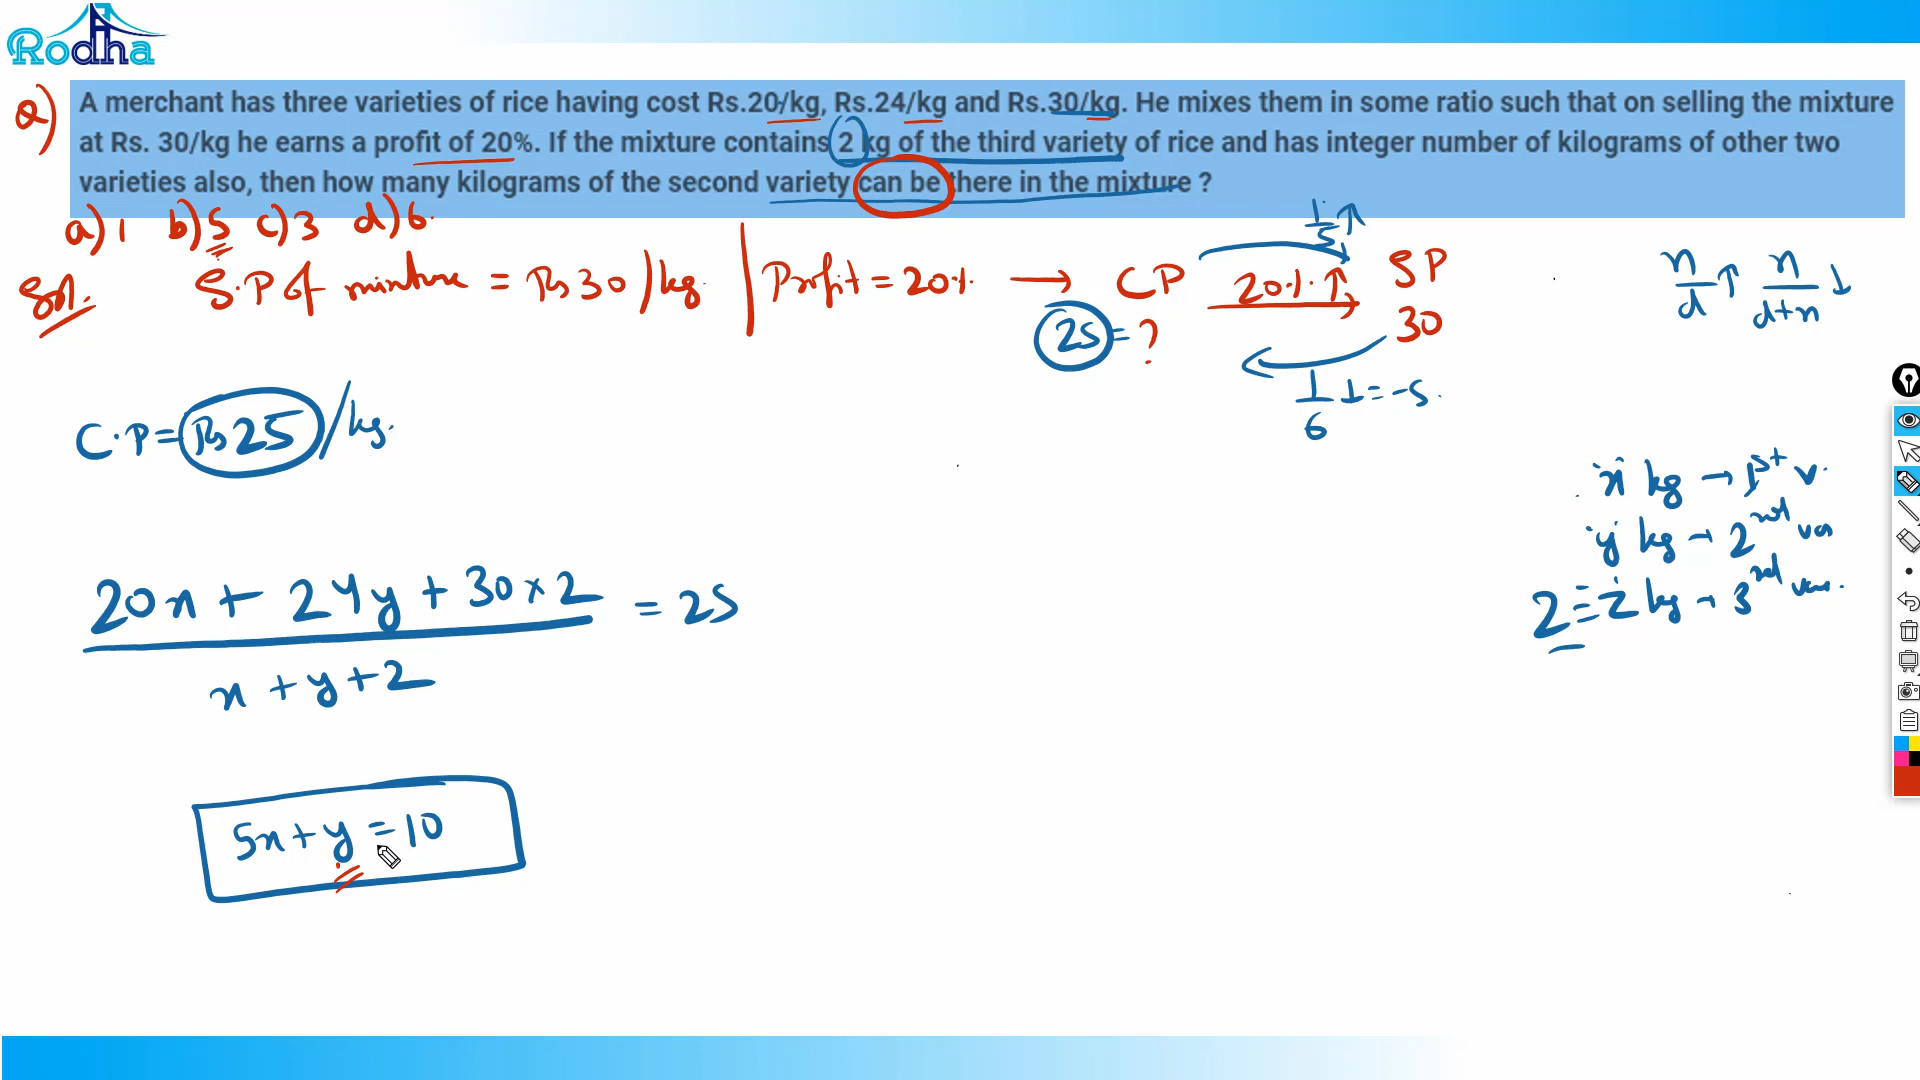 Rodha
Q)
A merchant has three varieties of rice having cost Rs.20/kg, Rs.24/kg and Rs.30/kg. He mixes them in some ratio such that on selling the mixture
at Rs. 30/kg he earns a profit of 20%. If the mixture contains 2 kg of the third variety of rice and has integer number of kilograms of other two
varieties also, then how many kilograms of the second variety can be there in the mixture ?
a) 1 b) 5 c) 3 d) 6.
Sol. S.P of mixture = Rs 30/kg. | Profit = 20% → CP 20% ↑ SP
1/5 ↑
25 = ? 30
1/6 ↓ = -5.
n/d ↑ n/d+n ↓
C.P = Rs 25/kg.
x kg → 1st v.
y kg → 2nd var
2 = z kg → 3rd var.
20x + 24y + 30 × 2 = 25
x + y + 2
5x + y = 10